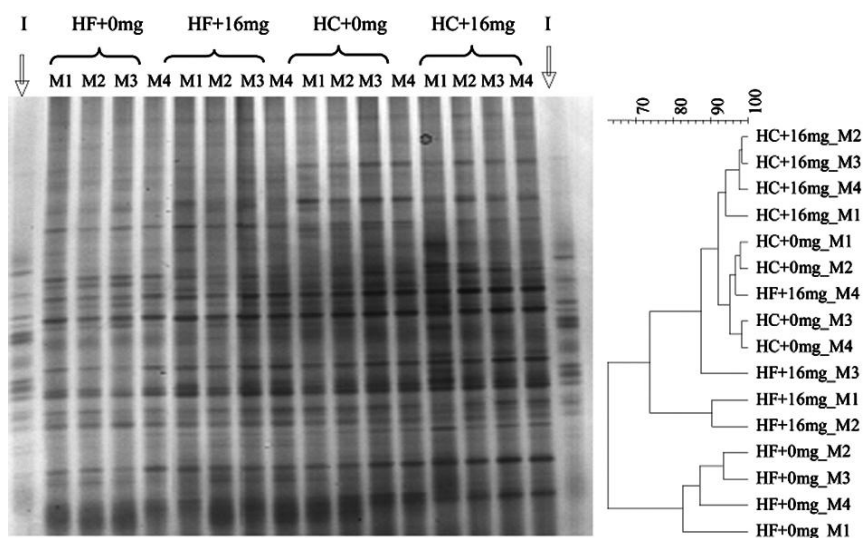 I HF+0mg HF+16mg HC+0mg HC+16mg I
M1 M2 M3 M4 M1 M2 M3 M4 M1 M2 M3 M4 M1 M2 M3 M4
70 80 90 100
HC+16mg_M2
HC+16mg_M3
HC+16mg_M4
HC+16mg_M1
HC+0mg_M1
HC+0mg_M2
HF+16mg_M4
HC+0mg_M3
HC+0mg_M4
HF+16mg_M3
HF+16mg_M1
HF+16mg_M2
HF+0mg_M2
HF+0mg_M3
HF+0mg_M4
HF+0mg_M1